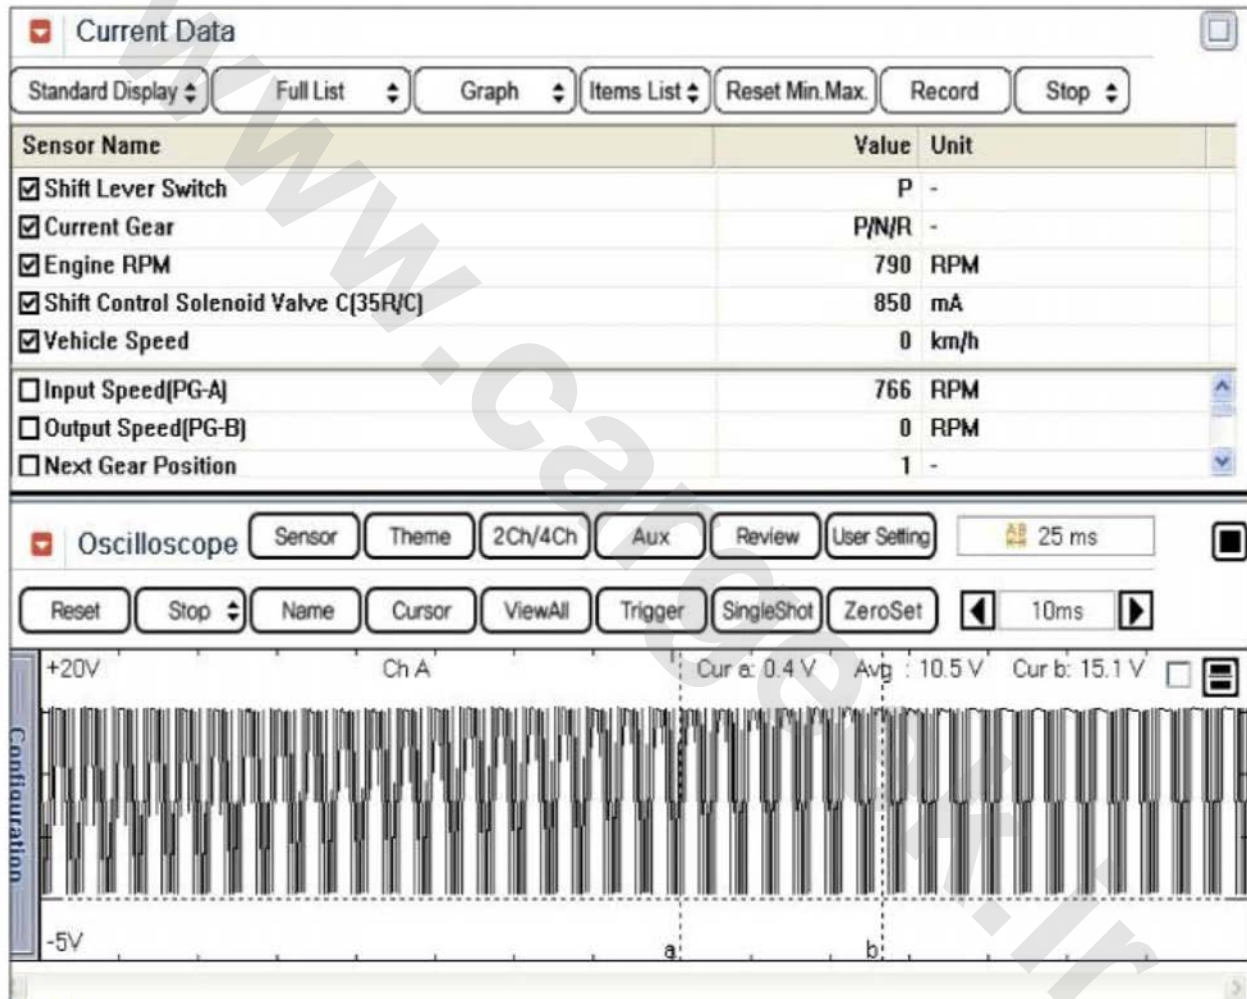 Current Data
Standard Display Full List Graph Items List Reset Min.Max. Record Stop
Sensor Name Value Unit
Shift Lever Switch P -
Current Gear P/N/R -
Engine RPM 790 RPM
Shift Control Solenoid Valve C(35R/C) 850 mA
Vehicle Speed 0 km/h
Input Speed(PG-A) 766 RPM
Output Speed(PG-B) 0 RPM
Next Gear Position 1 -
Oscilloscope Sensor Theme 2Ch/4Ch Aux Review User Setting 25 ms
Reset Stop Name Cursor ViewAll Trigger SingleShot ZeroSet 10ms
+20V Ch A Cur a: 0.4 V Avg : 10.5 V Cur b: 15.1 V
Configuration
-5V a b
www.cargeek.ir